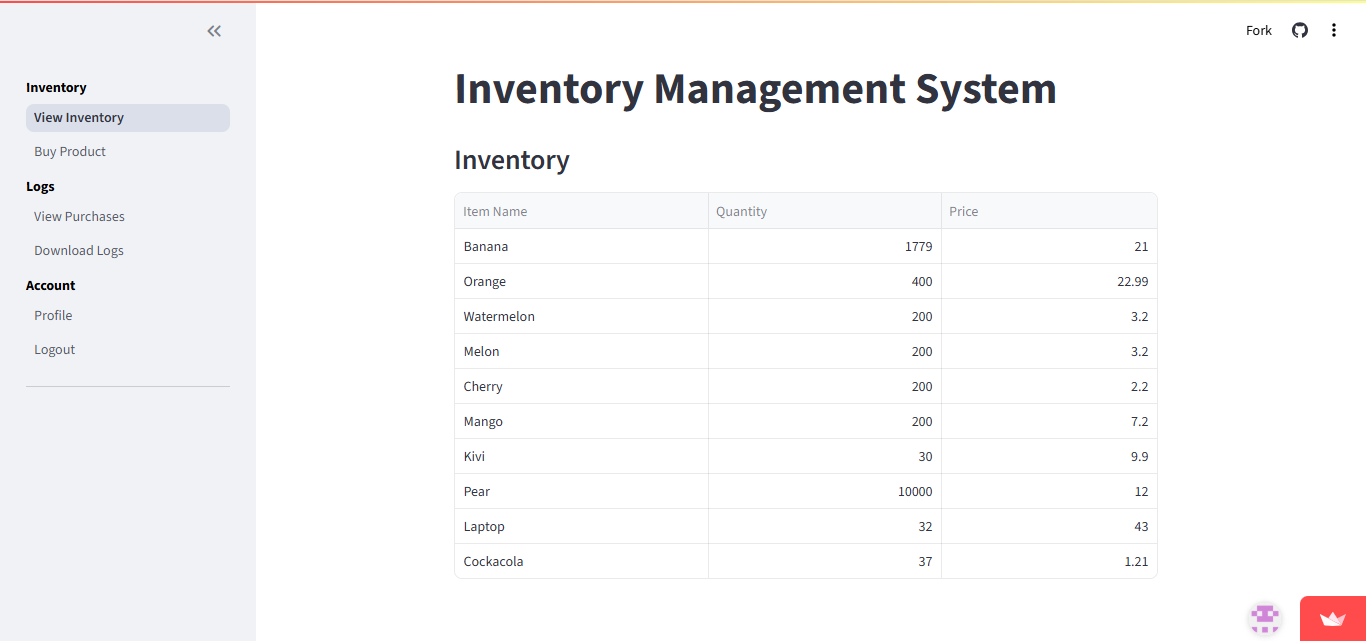 Fork
Inventory
View Inventory
Buy Product
Logs
View Purchases
Download Logs
Account
Profile
Logout
Inventory Management System
Inventory
Item Name Quantity Price
Banana 1779 21
Orange 400 22.99
Watermelon 200 3.2
Melon 200 3.2
Cherry 200 2.2
Mango 200 7.2
Kivi 30 9.9
Pear 10000 12
Laptop 32 43
Cockacola 37 1.21